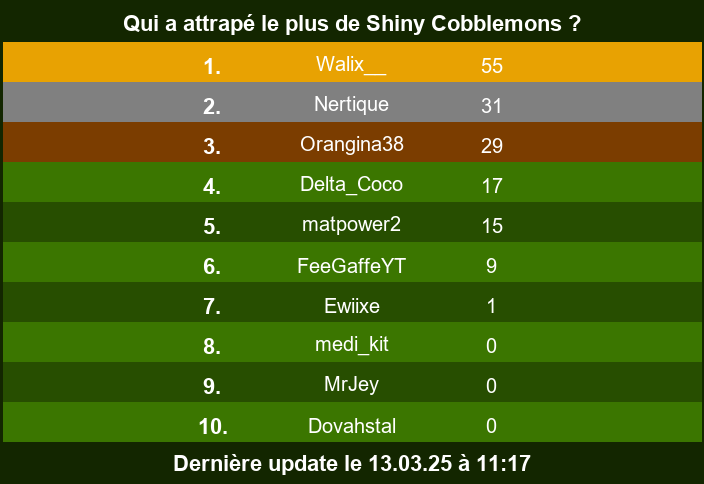 Qui a attrapé le plus de Shiny Cobblemons ?
1. Walix__ 55
2. Nertique 31
3. Orangina38 29
4. Delta_Coco 17
5. matpower2 15
6. FeeGaffeYT 9
7. Ewiixe 1
8. medi_kit 0
9. MrJey 0
10. Dovahstal 0
Dernière update le 13.03.25 à 11:17